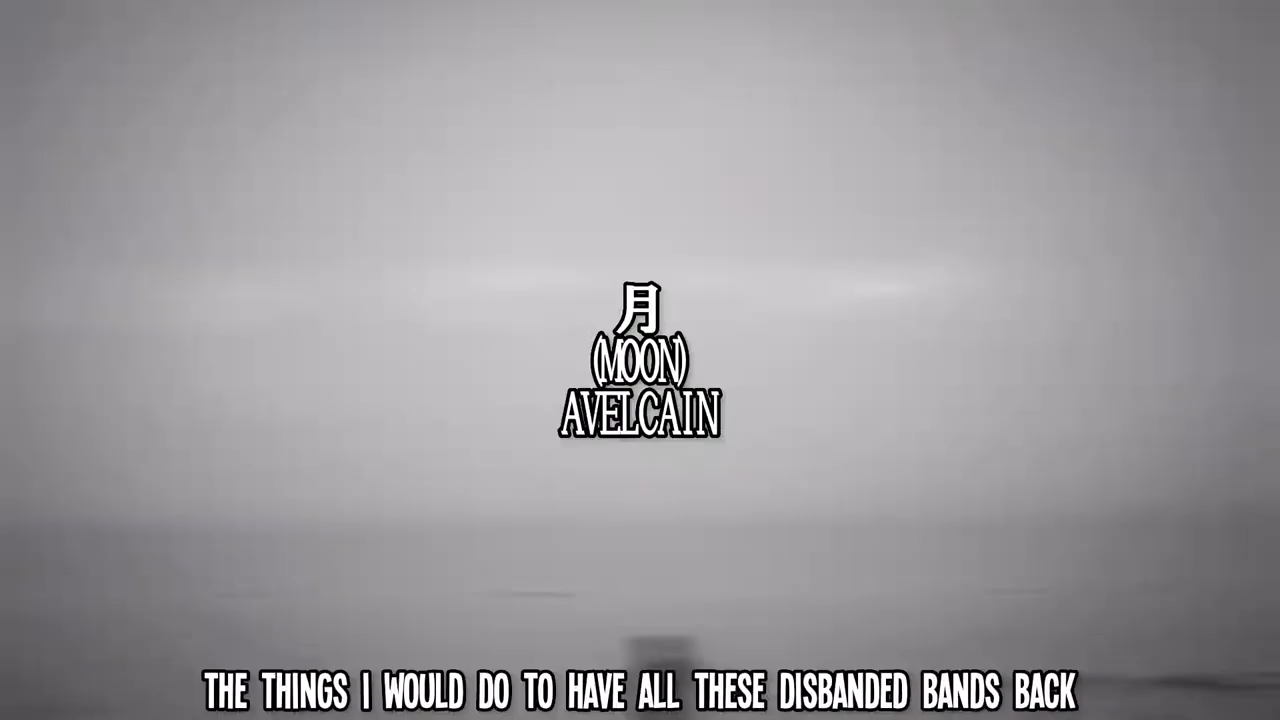 月
(MOON)
AVELCAIN
THE THINGS I WOULD DO TO HAVE ALL THESE DISBANDED BANDS BACK